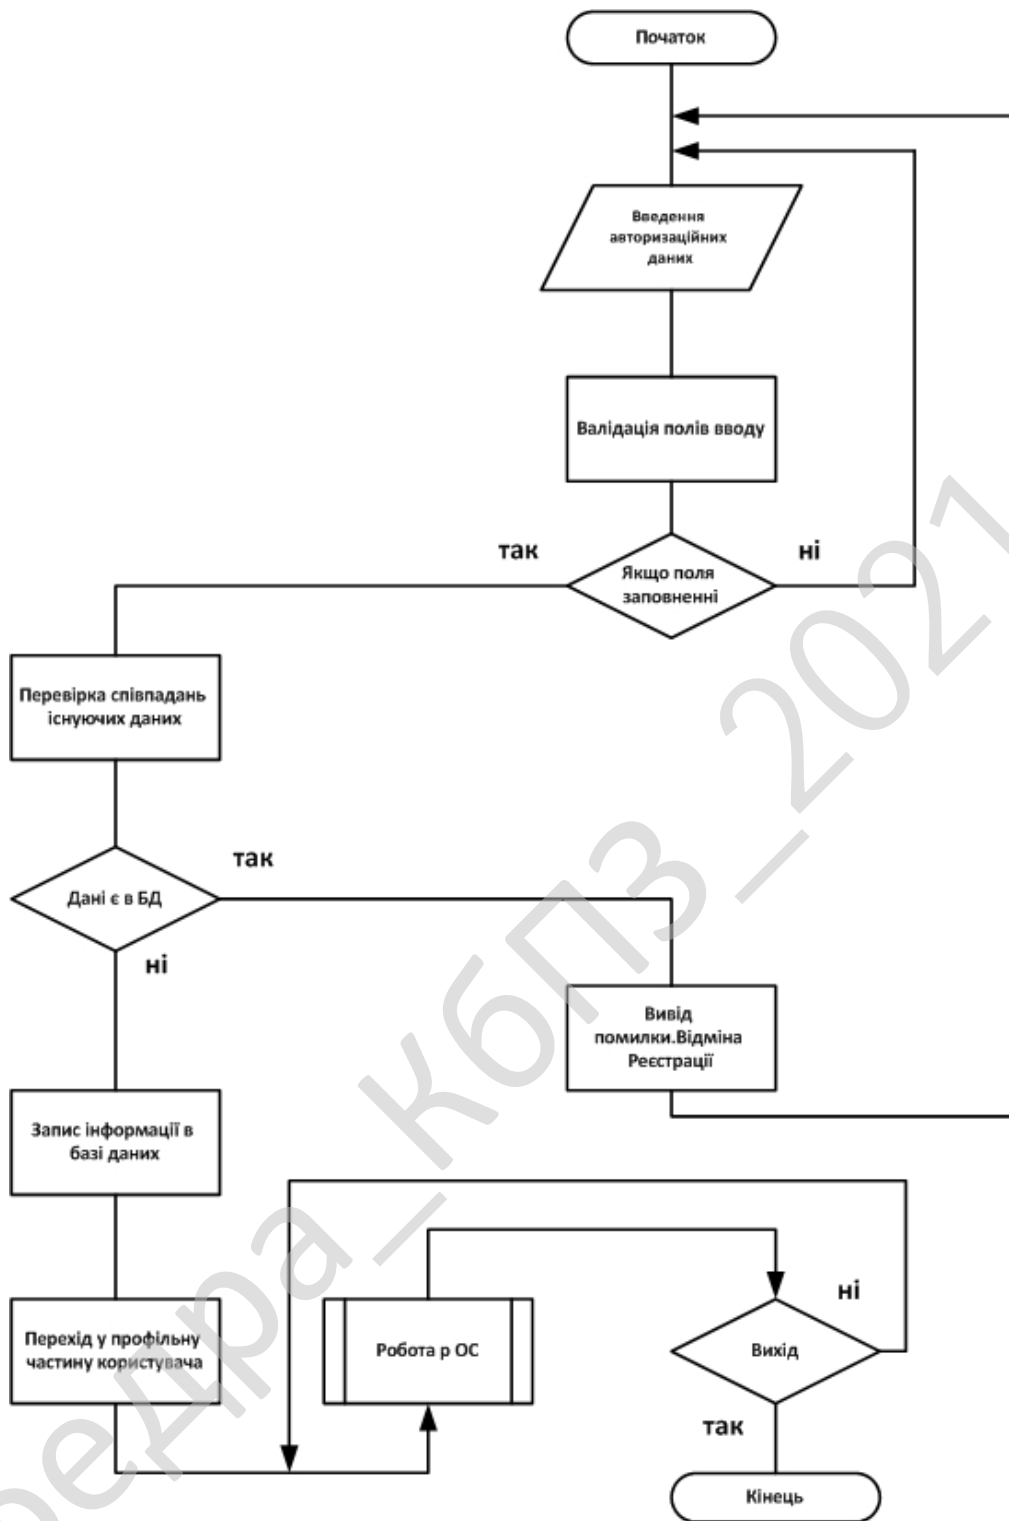 Початок
Введення
авторизаційних
даних
Валідація полів вводу
так
ні
Якщо поля
заповненні
Перевірка співпадань
існуючих даних
так
Дані є в БД
ні
Вивід
помилки.Відміна
Реєстрації
Запис інформації в
базі даних
ні
Перехід у профільну
частину користувача
Робота р ОС
Вихід
так
Кінець
едра_КбПЗ_2021